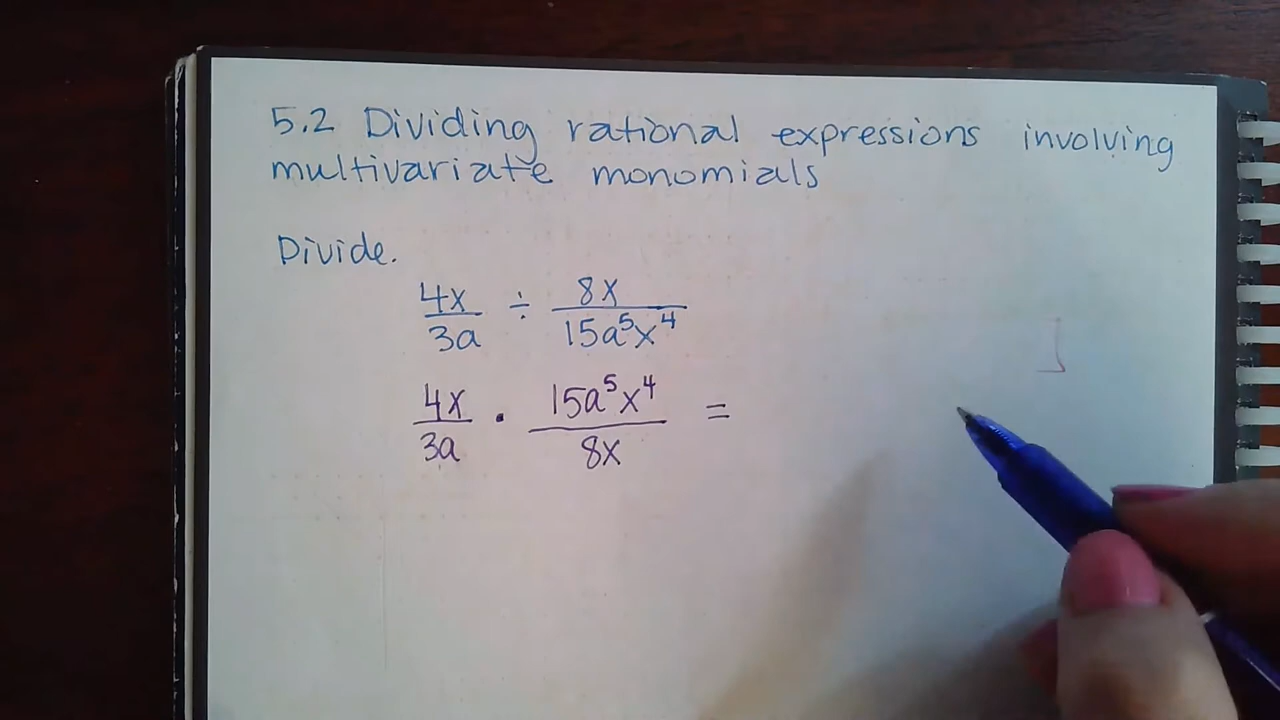 5.2 Dividing rational expressions involving
multivariate monomials
Divide.
4x/3a ÷ 8x/15a⁵x⁴
4x/3a · 15a⁵x⁴/8x =